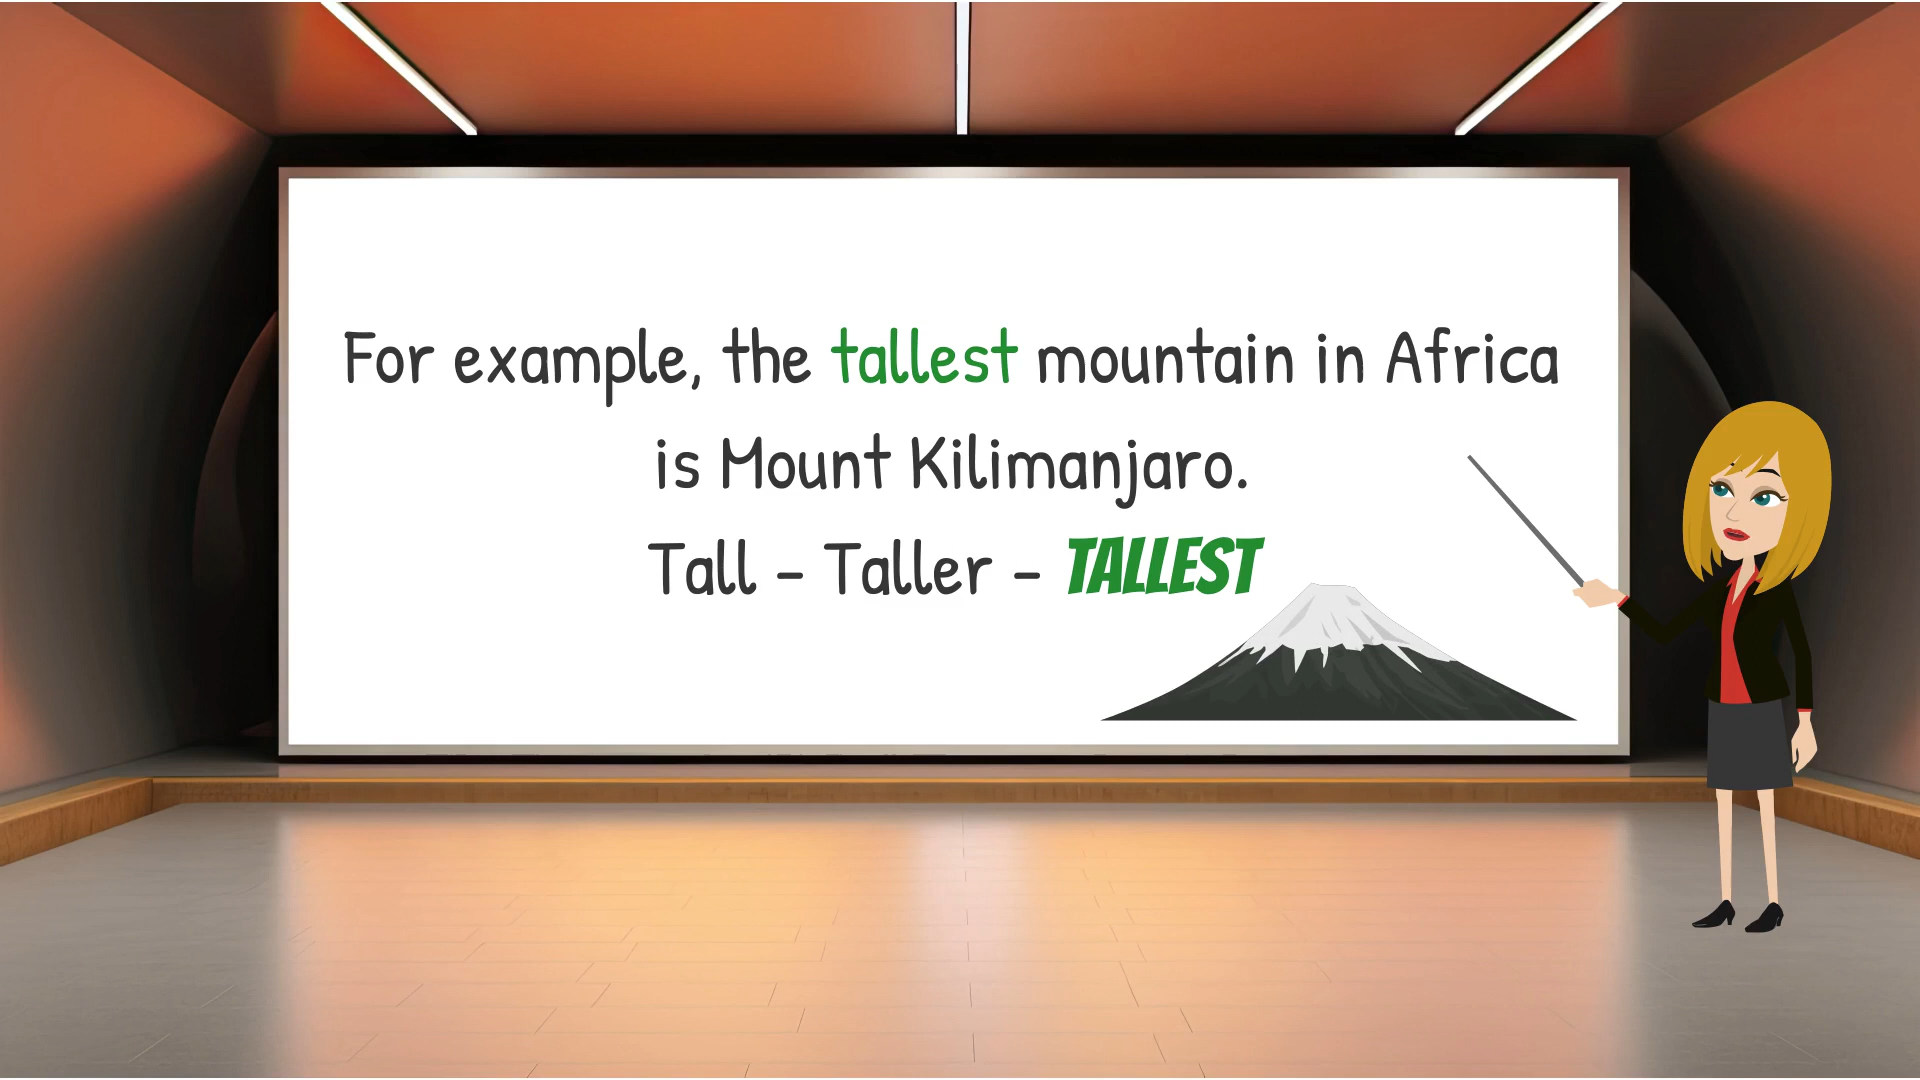 For example, the tallest mountain in Africa
is Mount Kilimanjaro.
Tall - Taller - TALLEST